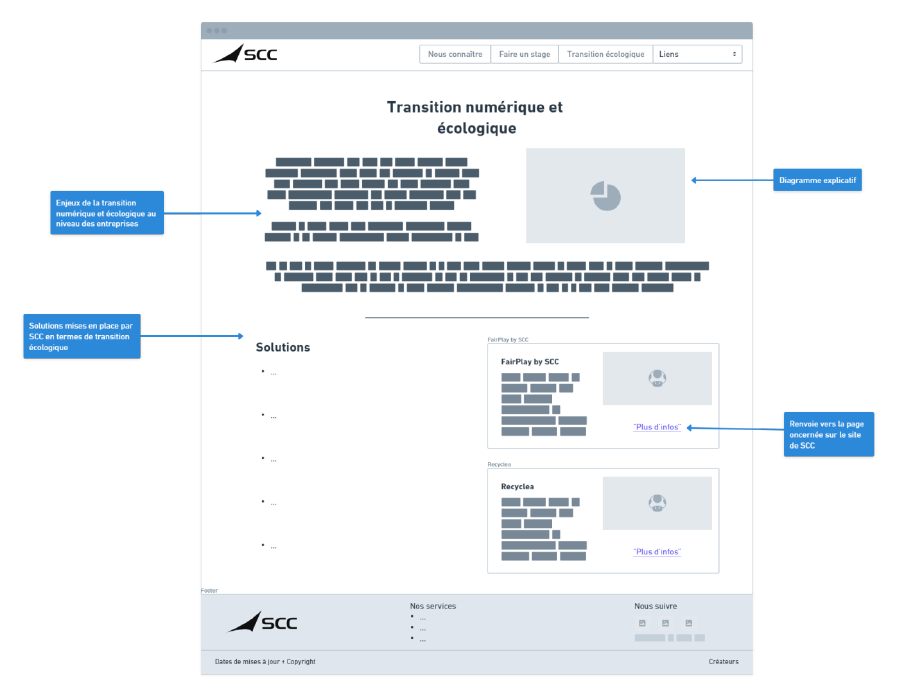 SCC
Nous connaître
Faire un stage
Transition écologique
Liens
Transition numérique et
écologique
Diagramme explicatif
Enjeux de la transition
numérique et écologique au
niveau des entreprises
Solutions mises en place par
SCC en termes de transition
écologique
Solutions
• ...
• ...
• ...
• ...
• ...
FairPlay by SCC
FairPlay by SCC
"Plus d'infos"
Renvoie vers la page
oncernée sur le site
de SCC
Recyclea
Recyclea
"Plus d'infos"
Footer
SCC
Nos services
• ...
• ...
• ...
Nous suivre
Dates de mises à jour + Copyright
Créateurs